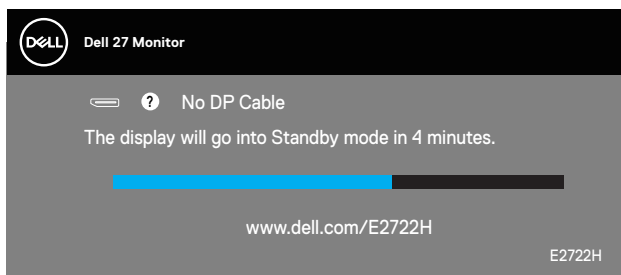 DELL
Dell 27 Monitor
? No DP Cable
The display will go into Standby mode in 4 minutes.
www.dell.com/E2722H
E2722H